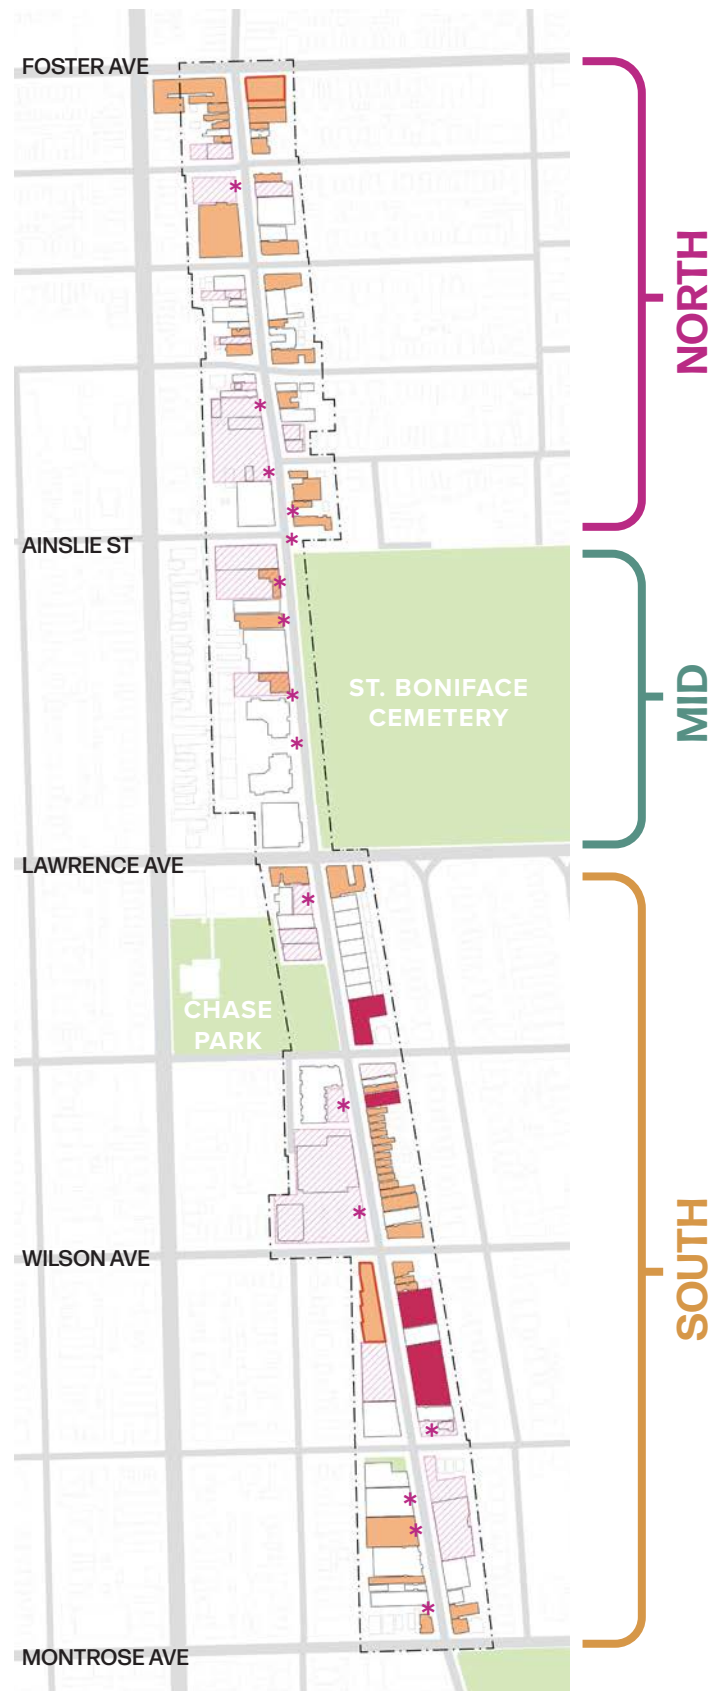 FOSTER AVE
NORTH
AINSLIE ST
ST. BONIFACE
CEMETERY
MID
LAWRENCE AVE
CHASE
PARK
SOUTH
WILSON AVE
MONTROSE AVE